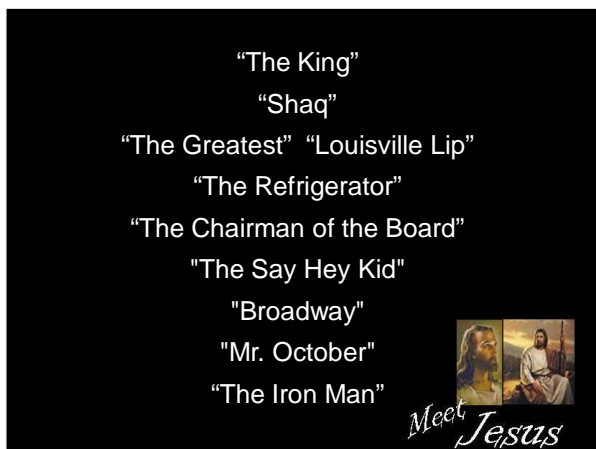 “The King”
“Shaq”
“The Greatest”  “Louisville Lip”
“The Refrigerator”
“The Chairman of the Board”
"The Say Hey Kid"
"Broadway"
"Mr. October"
“The Iron Man”
Meet
Jesus